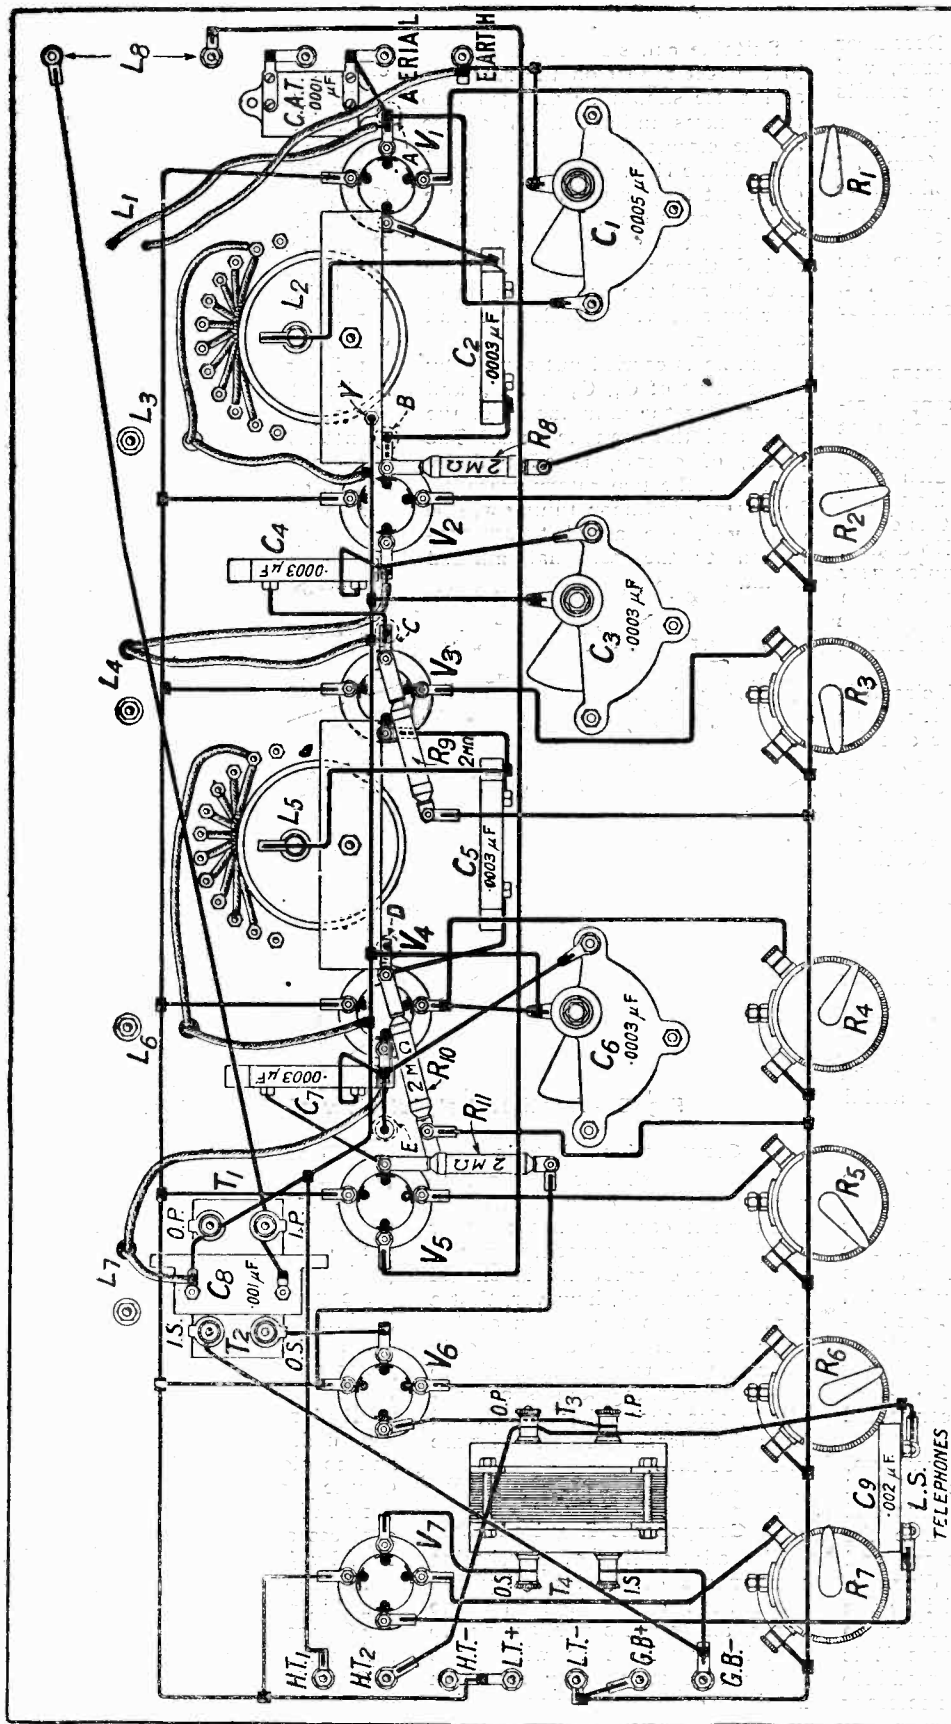 L8
C.A.T.
.0001
µF
AERIAL
EARTH
L1
A
V1
C1
.0005 µF
R1
L2
L3
C2
.0003 µF
Y
B
R8
2MΩ
V2
R2
C4
.0003 µF
C3
.0003 µF
L4
C
V3
R3
R9
2MΩ
L5
C5
.0003 µF
D
V4
L6
C7
.0003 µF
2MΩ
R10
C6
.0003 µF
R4
E
R11
2MΩ
V5
R5
T1
O.P.
I.P.
L7
C8
.001 µF
I.S.
T2
O.S.
V6
R6
O.P.
T3
I.P.
V7
O.S.
T4
I.S.
C9
.002 µF
L.S.
TELEPHONES
R7
H.T.1
H.T.2
H.T.-
L.T.+
L.T.-
G.B+
G.B.-